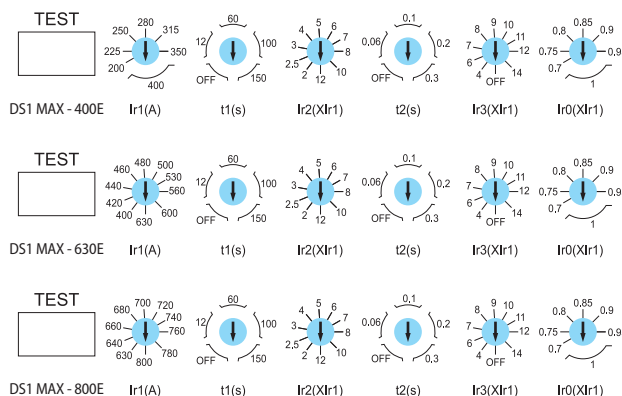 TEST
200 225 250 280 315 350 400
OFF 12 60 100 150
2 2.5 3 4 5 6 7 8 10 12
OFF 0.06 0.1 0.2 0.3
4 6 7 8 9 10 11 12 14 OFF
0.7 0.75 0.8 0.85 0.9 0.9 1
DS1 MAX - 400E Ir1(A) t1(s) Ir2(XIr1) t2(s) Ir3(XIr1) Ir0(XIr1)
TEST
400 420 440 460 480 500 530 560 600 630
OFF 12 60 100 150
2 2.5 3 4 5 6 7 8 10 12
OFF 0.06 0.1 0.2 0.3
4 6 7 8 9 10 11 12 14 OFF
0.7 0.75 0.8 0.85 0.9 0.9 1
DS1 MAX - 630E Ir1(A) t1(s) Ir2(XIr1) t2(s) Ir3(XIr1) Ir0(XIr1)
TEST
630 640 660 680 700 720 740 760 780 800
OFF 12 60 100 150
2 2.5 3 4 5 6 7 8 10 12
OFF 0.06 0.1 0.2 0.3
4 6 7 8 9 10 11 12 14 OFF
0.7 0.75 0.8 0.85 0.9 0.9 1
DS1 MAX - 800E Ir1(A) t1(s) Ir2(XIr1) t2(s) Ir3(XIr1) Ir0(XIr1)